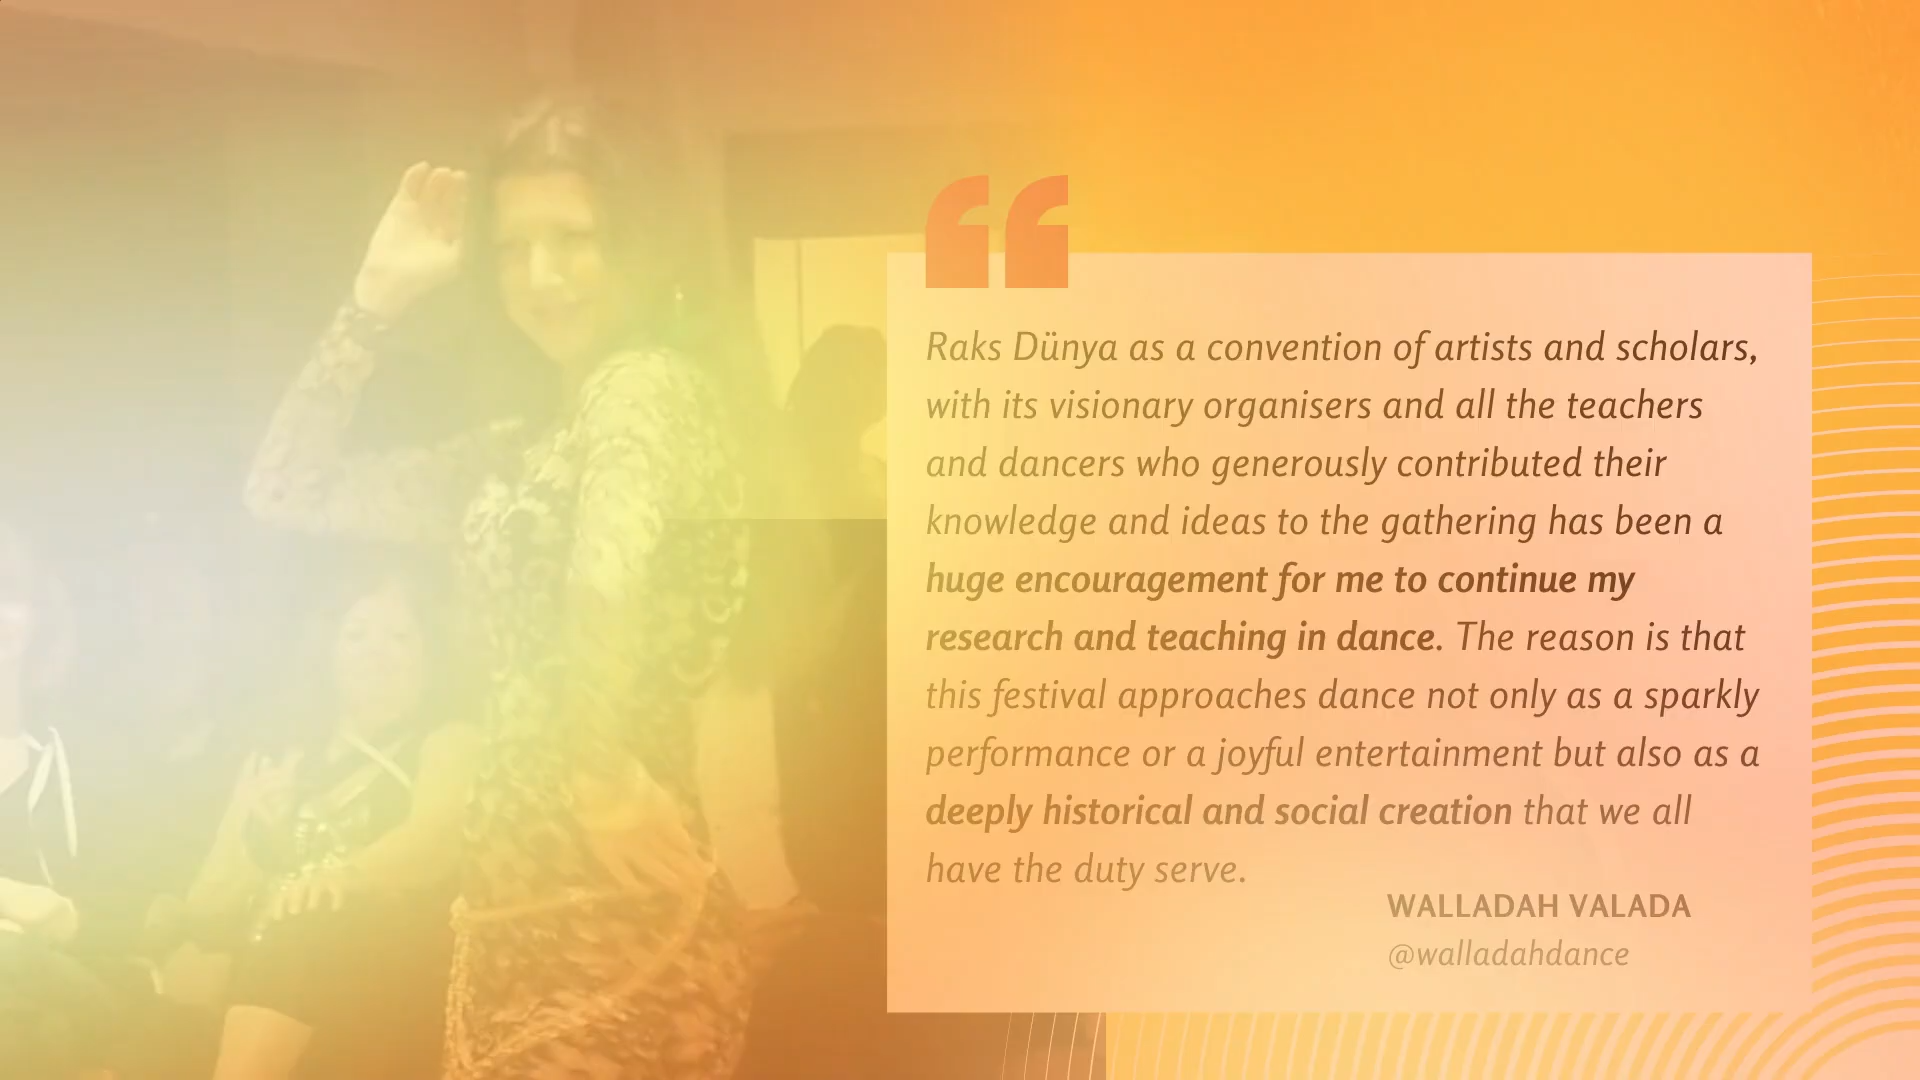 “
Raks Dünya as a convention of artists and scholars,
with its visionary organisers and all the teachers
and dancers who generously contributed their
knowledge and ideas to the gathering has been a
huge encouragement for me to continue my
research and teaching in dance. The reason is that
this festival approaches dance not only as a sparkly
performance or a joyful entertainment but also as a
deeply historical and social creation that we all
have the duty serve.
WALLADAH VALADA
@walladahdance